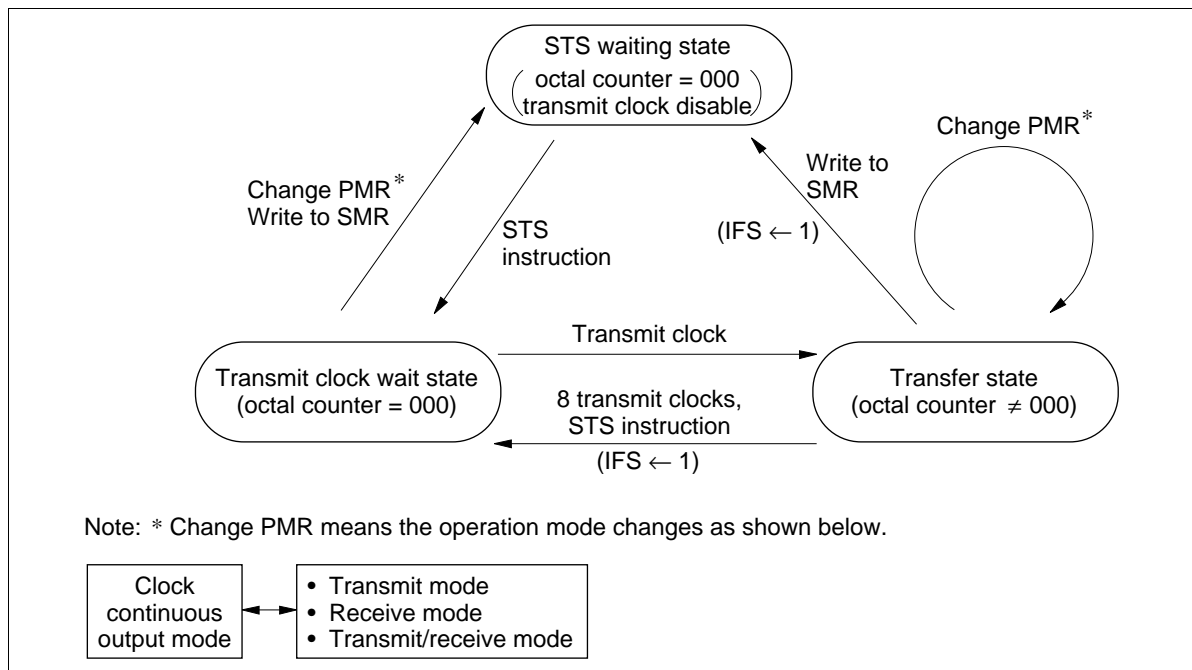 STS waiting state
octal counter = 000
transmit clock disable
Change PMR*
Write to SMR
STS
instruction
Write to
SMR
(IFS ← 1)
Change PMR*
Transmit clock wait state
(octal counter = 000)
Transmit clock
8 transmit clocks,
STS instruction
(IFS ← 1)
Transfer state
(octal counter ≠ 000)
Note: * Change PMR means the operation mode changes as shown below.
Clock
continuous
output mode
• Transmit mode
• Receive mode
• Transmit/receive mode